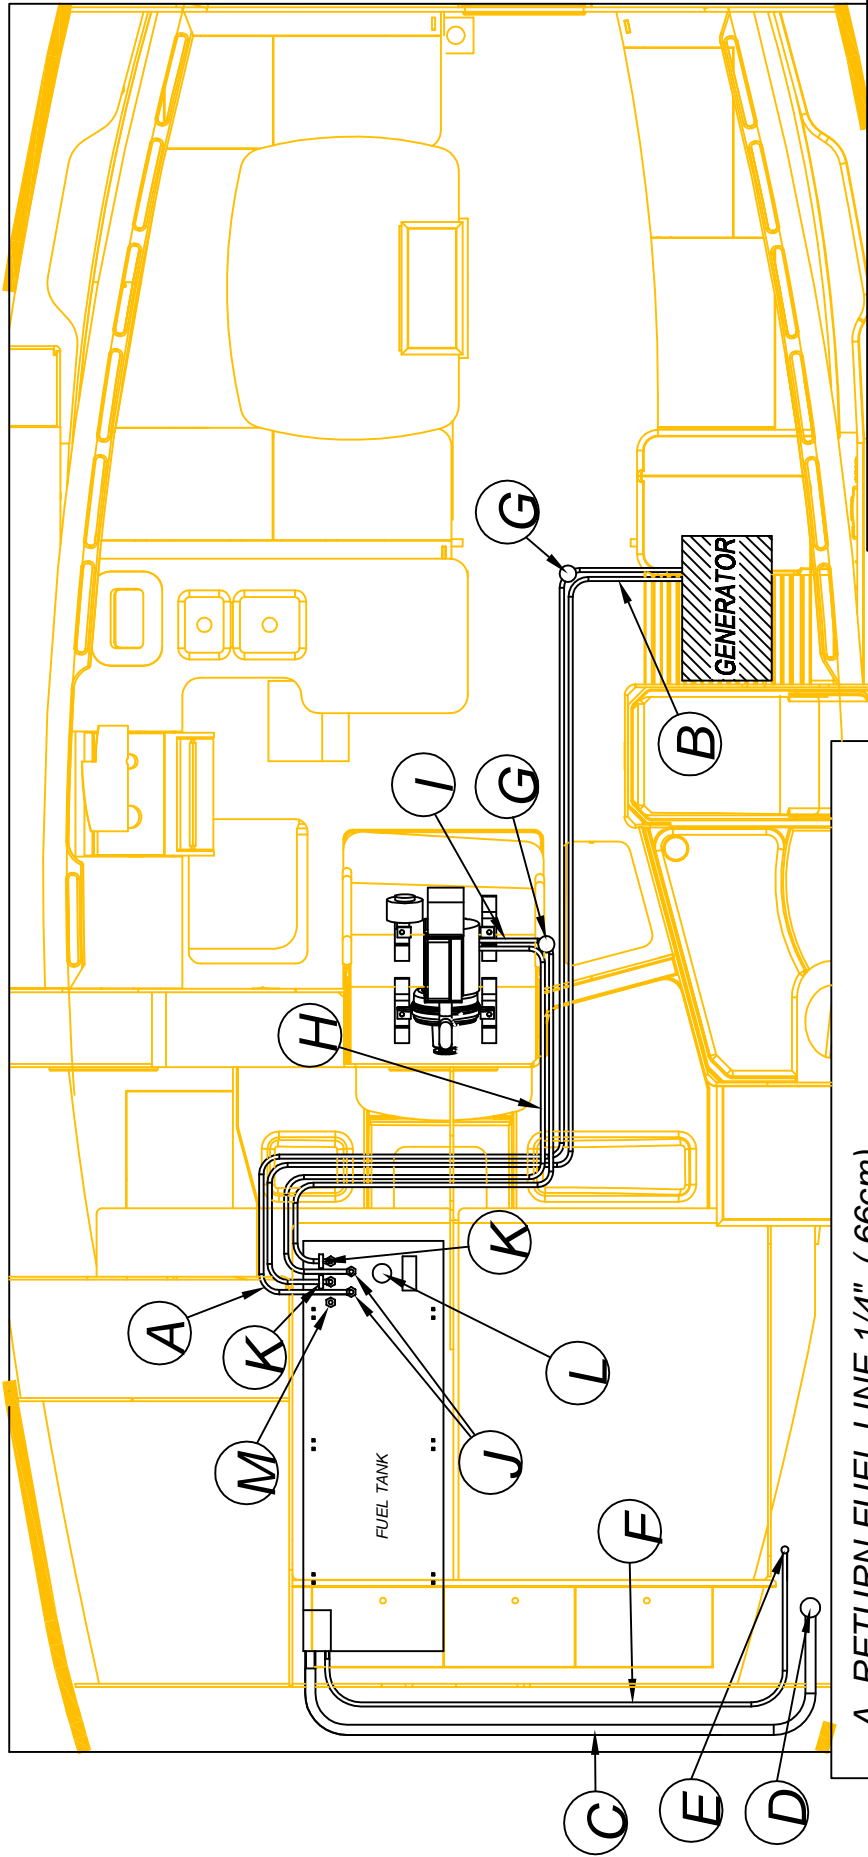 A
M
K
H
FUEL TANK
I
J
K
G
G
L
C
F
E
B
GENERATOR
D
A RETURN FUEL LINE 1/4" (.66cm)